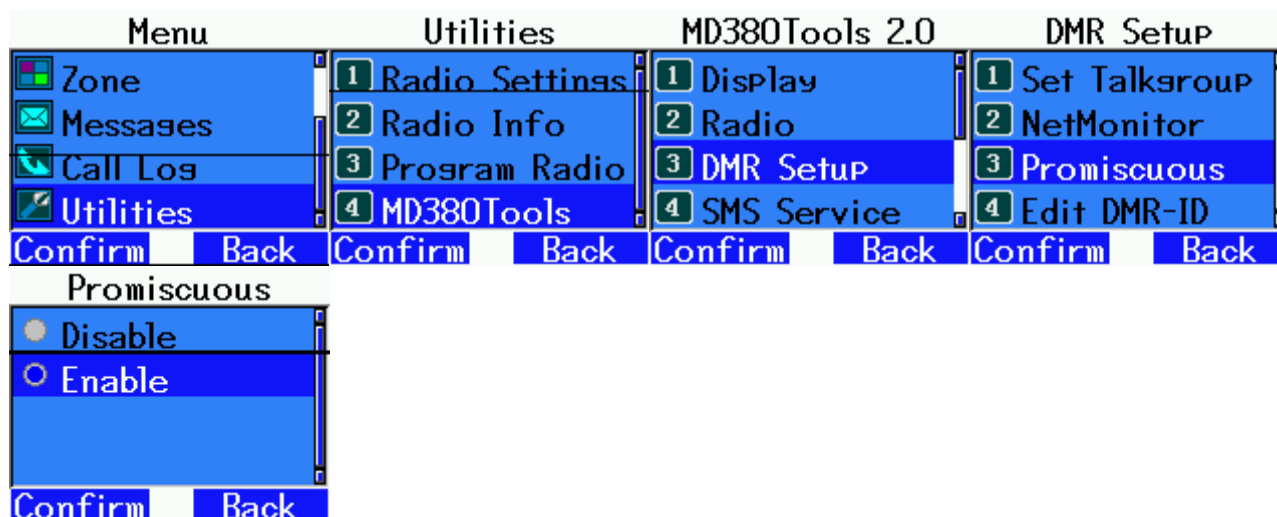 Menu
Zone
Messages
Call Log
Utilities
Confirm Back
Utilities
1 Radio Settings
2 Radio Info
3 Program Radio
4 MD380Tools
Confirm Back
MD380Tools 2.0
1 Display
2 Radio
3 DMR Setup
4 SMS Service
Confirm Back
DMR Setup
1 Set Talkgroup
2 NetMonitor
3 Promiscuous
4 Edit DMR-ID
Confirm Back
Promiscuous
Disable
Enable
Confirm Back